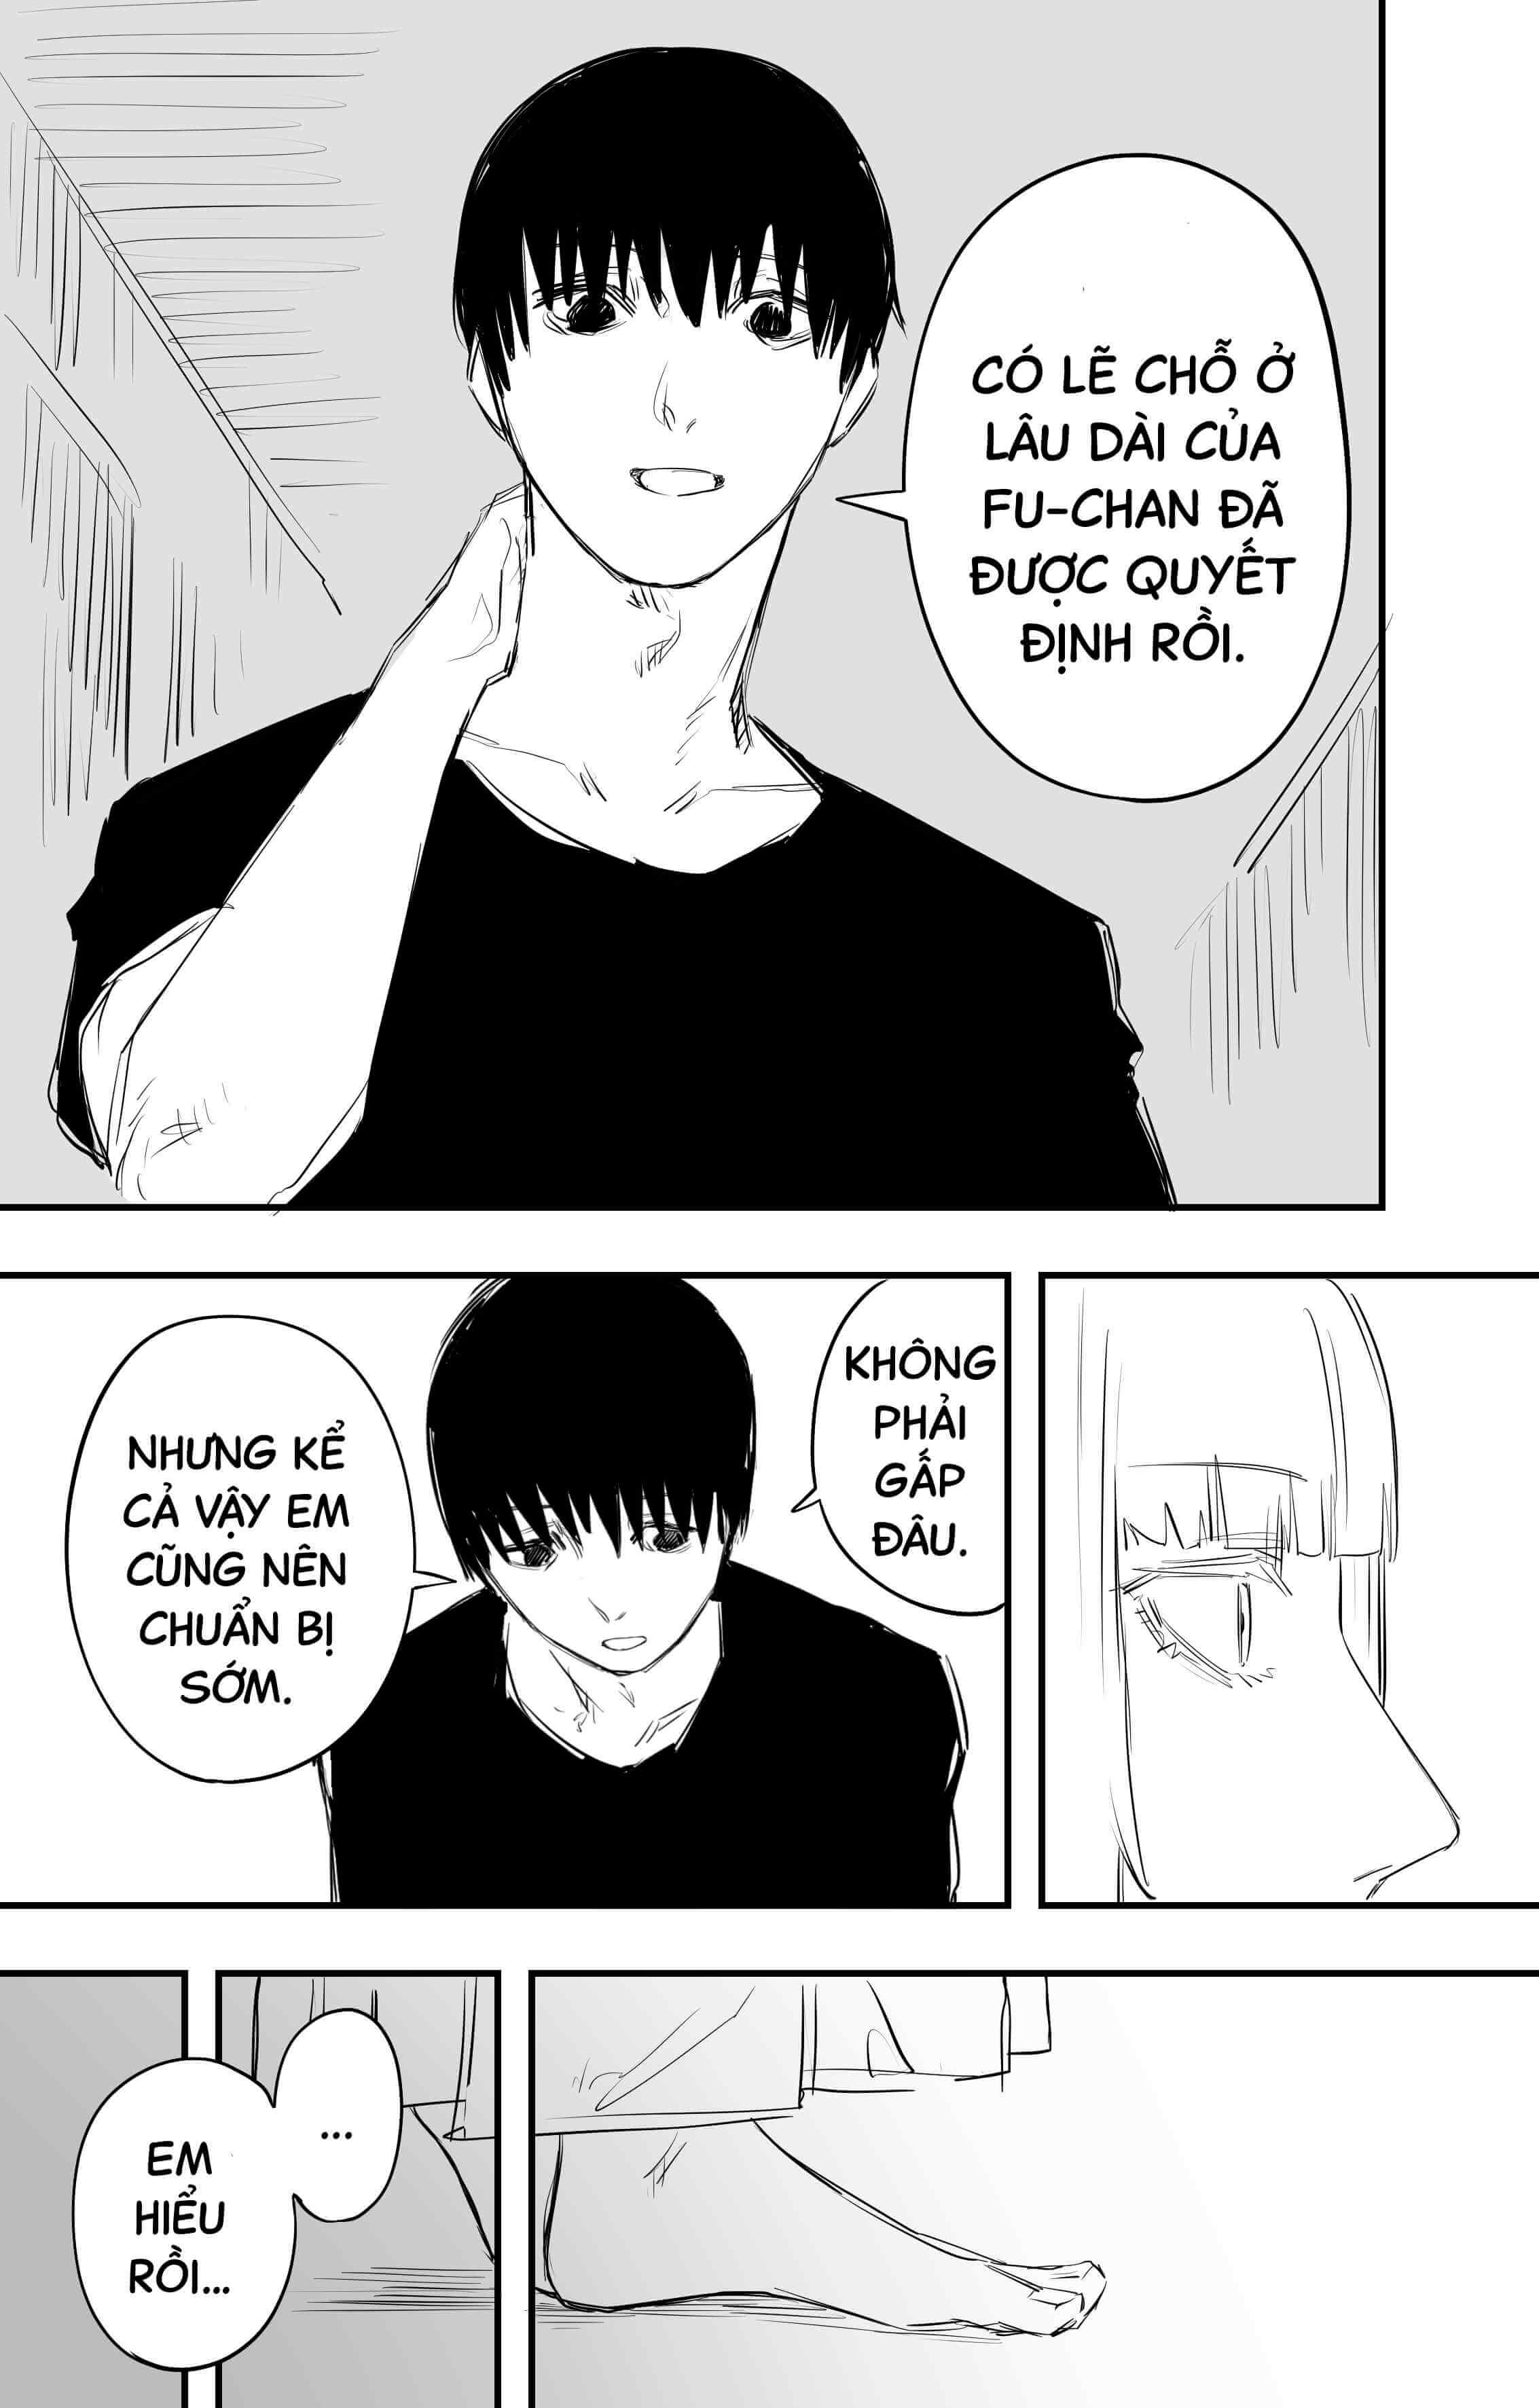 CÓ LẼ CHỖ Ở
LÂU DÀI CỦA
FU-CHAN ĐÃ
ĐƯỢC QUYẾT
ĐỊNH RỒI.
KHÔNG
PHẢI
GẤP
ĐÂU.
NHƯNG KỂ
CẢ VẬY EM
CŨNG NÊN
CHUẨN BỊ
SỚM.
...
EM
HIỂU
RỒI...